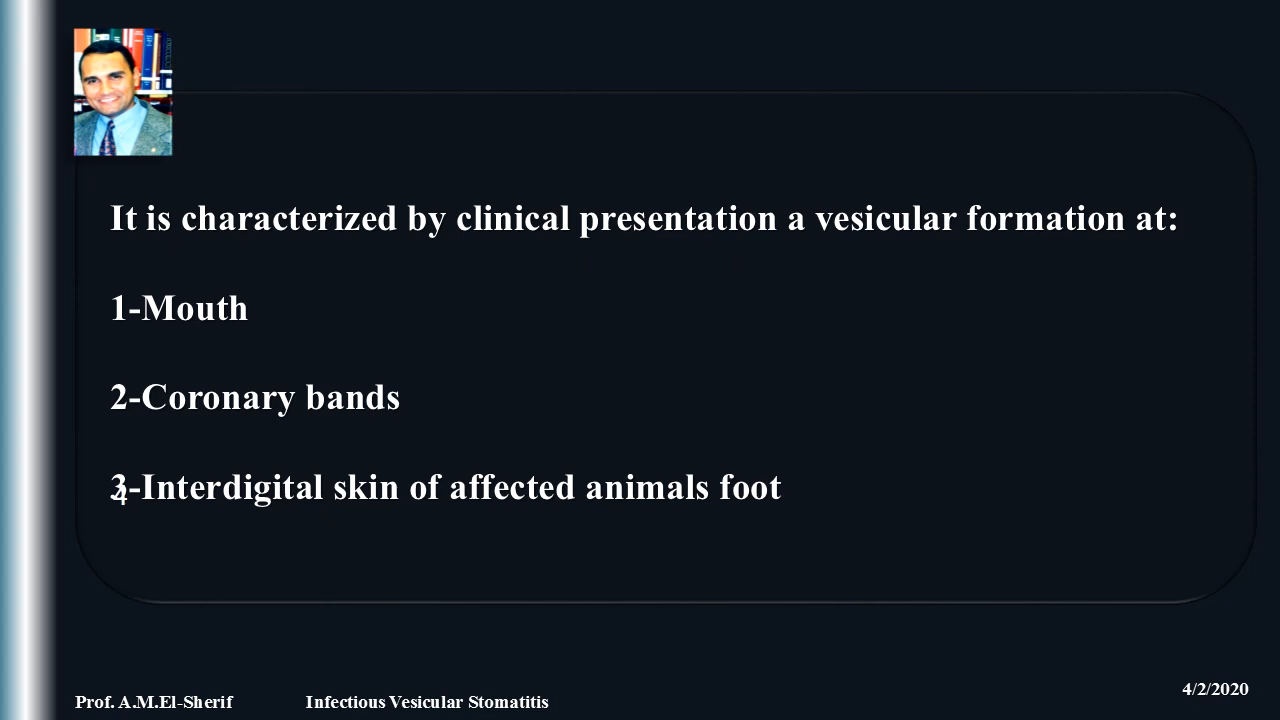 It is characterized by clinical presentation a vesicular formation at:
1-Mouth
2-Coronary bands
3-Interdigital skin of affected animals foot
4
Prof. A.M.El-Sherif
Infectious Vesicular Stomatitis
4/2/2020